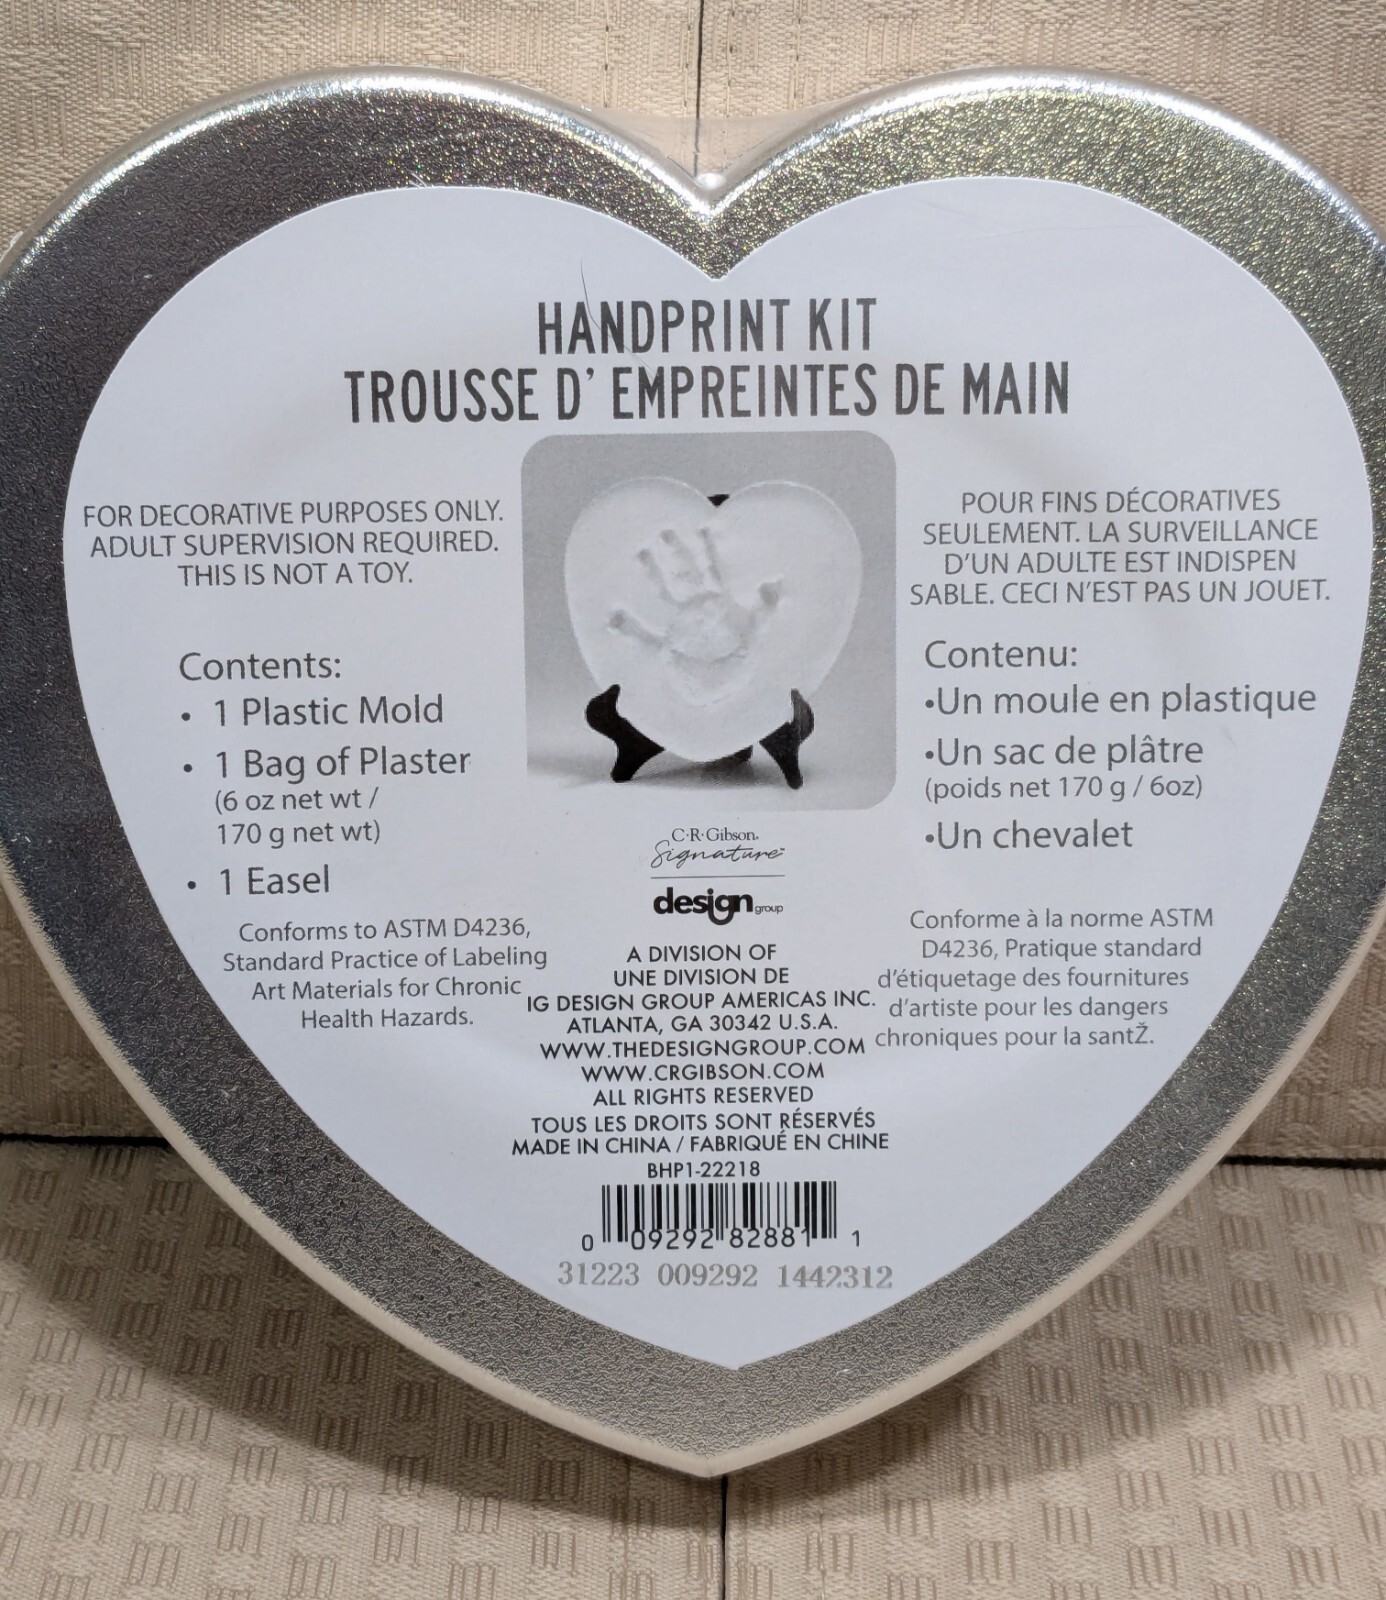 HANDPRINT KIT
TROUSSE D' EMPREINTES DE MAIN
FOR DECORATIVE PURPOSES ONLY.
ADULT SUPERVISION REQUIRED.
THIS IS NOT A TOY.
Contents:
• 1 Plastic Mold
• 1 Bag of Plaster
(6 oz net wt /
170 g net wt)
• 1 Easel
Conforms to ASTM D4236,
Standard Practice of Labeling
Art Materials for Chronic
Health Hazards.
POUR FINS DÉCORATIVES
SEULEMENT. LA SURVEILLANCE
D'UN ADULTE EST INDISPEN
SABLE. CECI N'EST PAS UN JOUET.
Contenu:
•Un moule en plastique
•Un sac de plâtre
(poids net 170 g / 6oz)
•Un chevalet
Conforme à la norme ASTM
D4236, Pratique standard
d'étiquetage des fournitures
d'artiste pour les dangers
chroniques pour la santŽ.
C·R·Gibson.
Signature™
design group
A DIVISION OF
UNE DIVISION DE
IG DESIGN GROUP AMERICAS INC.
ATLANTA, GA 30342 U.S.A.
WWW.THEDESIGNGROUP.COM
WWW.CRGIBSON.COM
ALL RIGHTS RESERVED
TOUS LES DROITS SONT RÉSERVÉS
MADE IN CHINA / FABRIQUÉ EN CHINE
BHP1-22218
0 09292 82881 1
31223 009292 1442312